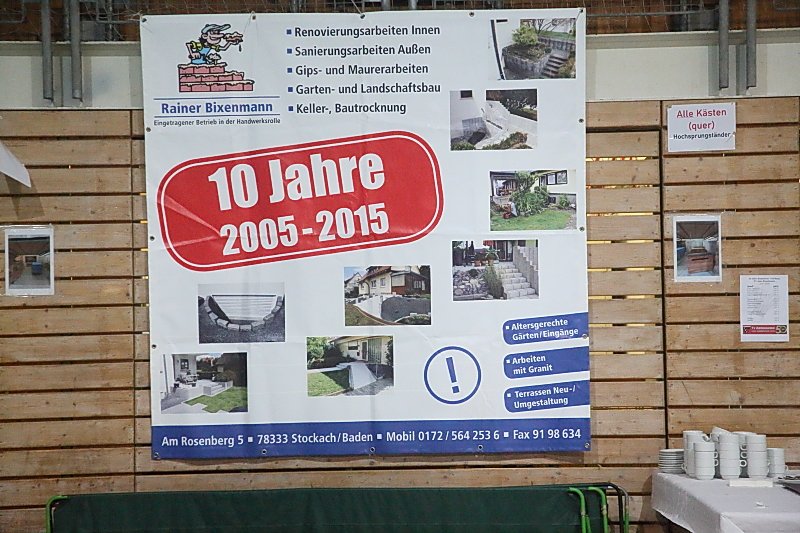 Rainer Bixenmann
Eingetragener Betrieb in der Handwerksrolle
▪ Renovierungsarbeiten Innen
▪ Sanierungsarbeiten Außen
▪ Gips- und Maurerarbeiten
▪ Garten- und Landschaftsbau
▪ Keller-, Bautrocknung
10 Jahre
2005 - 2015
!
▪ Altersgerechte
Gärten/Eingänge
▪ Arbeiten
mit Granit
▪ Terrassen Neu-/
Umgestaltung
Am Rosenberg 5 ▪ 78333 Stockach/Baden ▪ Mobil 0172 / 564 253 6 ▪ Fax 91 98 634
Alle Kästen
(quer)
Hochsprungständer